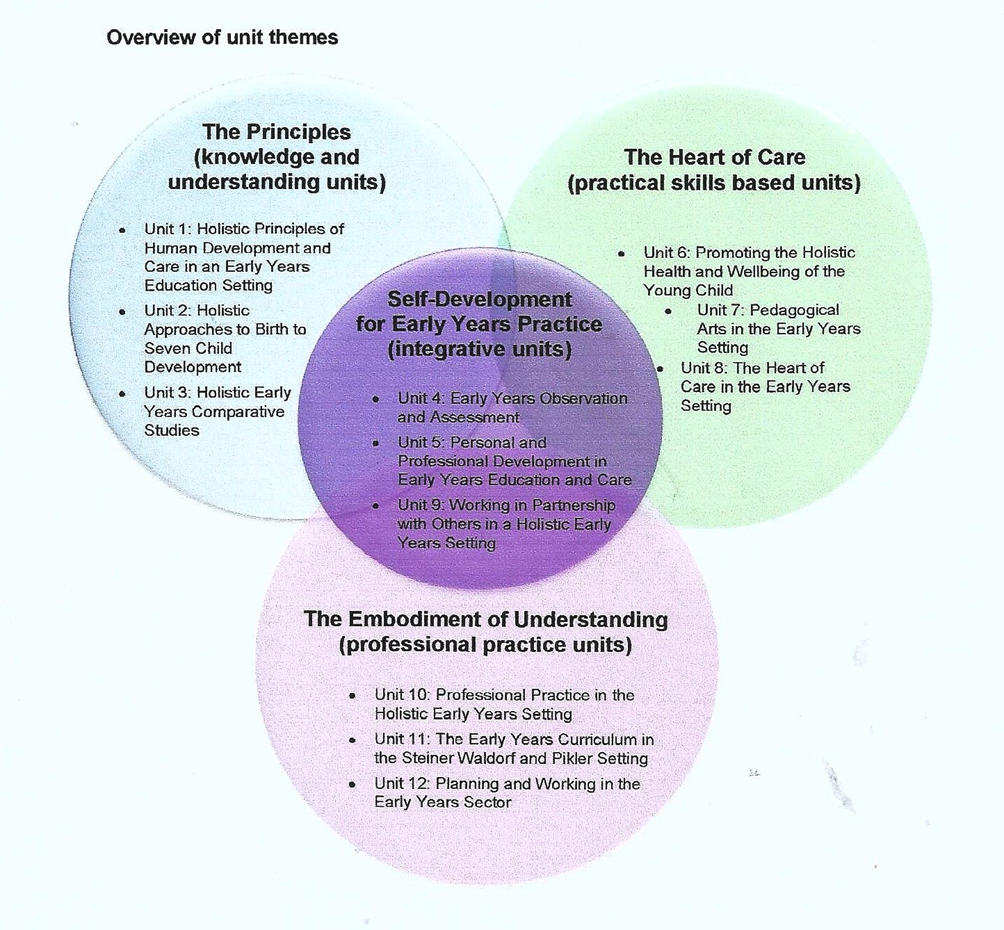 Overview of unit themes
The Principles
(knowledge and
understanding units)
• Unit 1: Holistic Principles of
Human Development and
Care in an Early Years
Education Setting
• Unit 2: Holistic
Approaches to Birth to
Seven Child
Development
• Unit 3: Holistic Early
Years Comparative
Studies
The Heart of Care
(practical skills based units)
• Unit 6: Promoting the Holistic
Health and Wellbeing of the
Young Child
• Unit 7: Pedagogical
Arts in the Early Years
Setting
• Unit 8: The Heart of
Care in the Early Years
Setting
Self-Development
for Early Years Practice
(integrative units)
• Unit 4: Early Years Observation
and Assessment
• Unit 5: Personal and
Professional Development in
Early Years Education and Care
• Unit 9: Working in Partnership
with Others in a Holistic Early
Years Setting
The Embodiment of Understanding
(professional practice units)
• Unit 10: Professional Practice in the
Holistic Early Years Setting
• Unit 11: The Early Years Curriculum in
the Steiner Waldorf and Pikler Setting
• Unit 12: Planning and Working in the
Early Years Sector